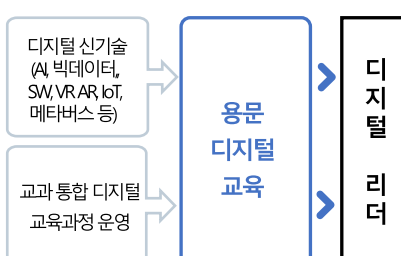 디지털 신기술
(AI, 빅데이터,
SW, VR AR, IoT,
메타버스 등)
교과 통합 디지털
교육과정 운영
용문
디지털
교육
디
지
털
리
더